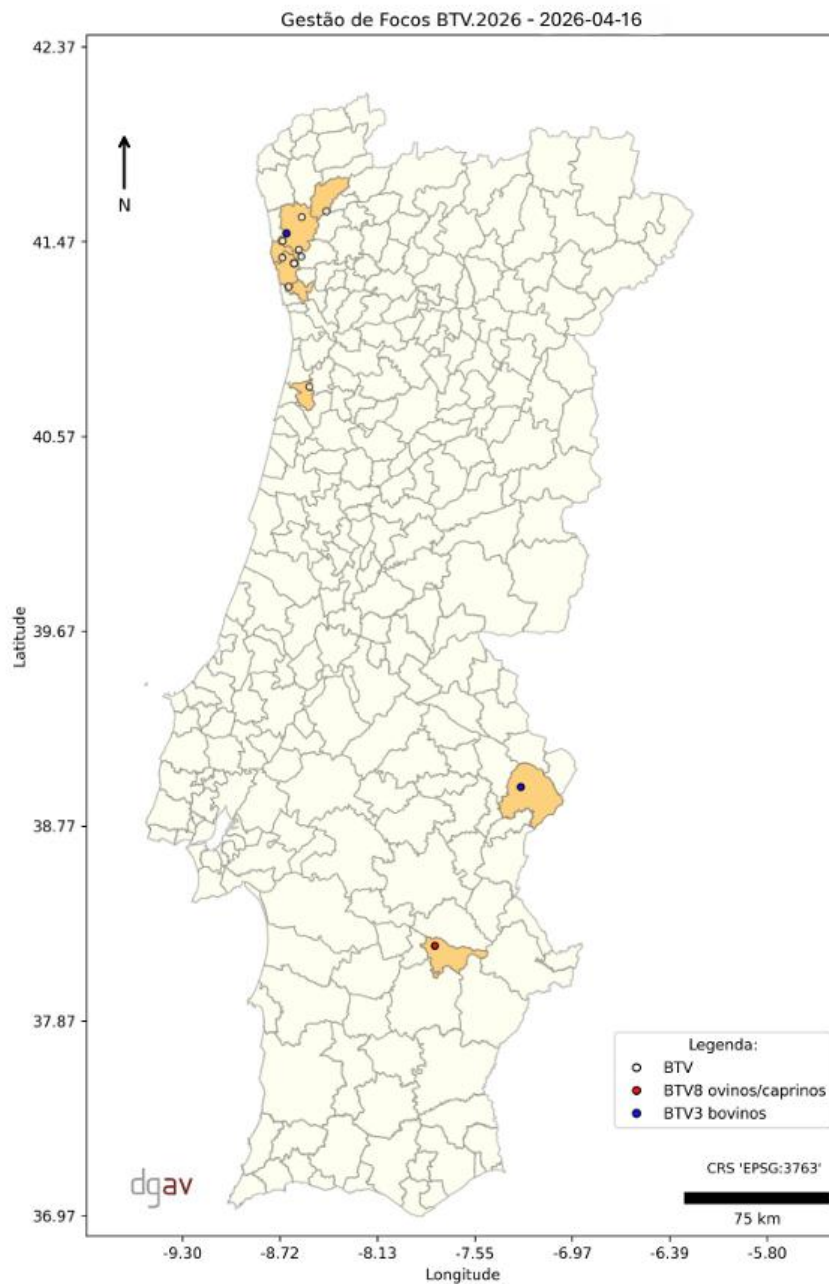 Gestão de Focos BTV.2026 - 2026-04-16
42.37
N
41.47
40.57
Latitude
39.67
38.77
37.87
Legenda:
BTV
BTV8 ovinos/caprinos
BTV3 bovinos
CRS 'EPSG:3763'
dgav
36.97
75 km
-9.30 -8.72 -8.13 -7.55 -6.97 -6.39 -5.80
Longitude